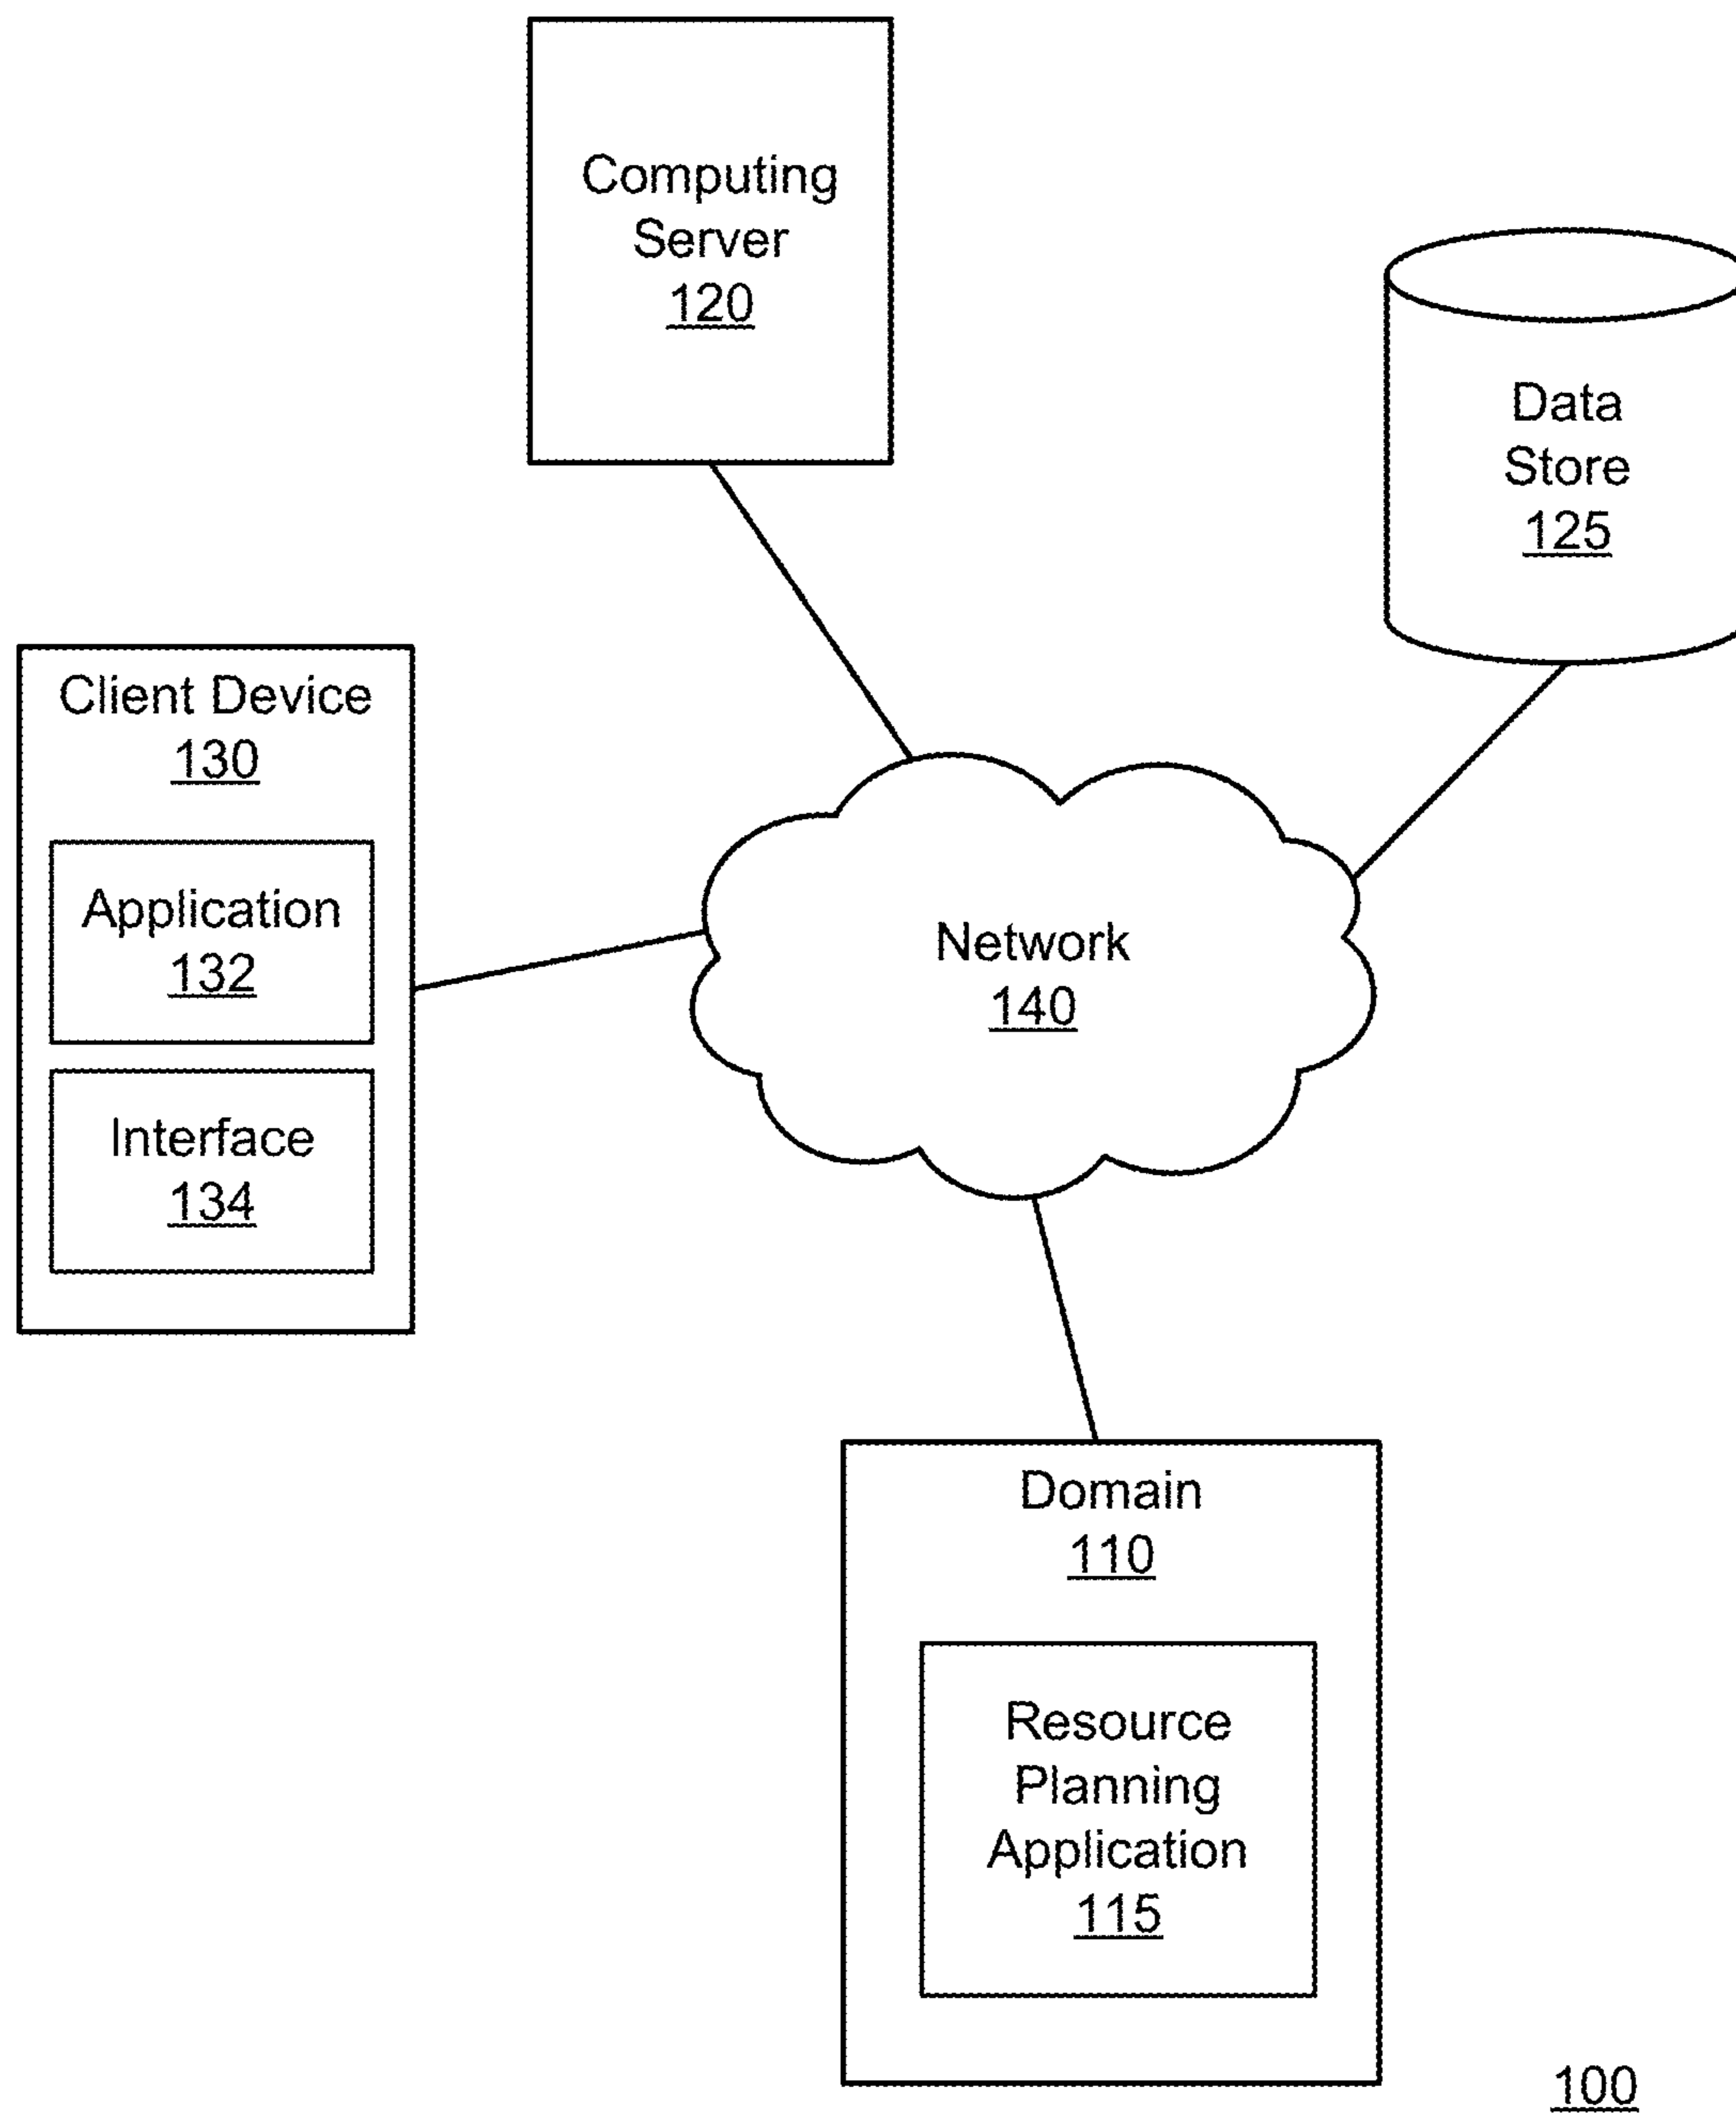 Computing
Server
120
Data
Store
125
Client Device
130
Application
132
Interface
134
Network
140
Domain
110
Resource
Planning
Application
115
100